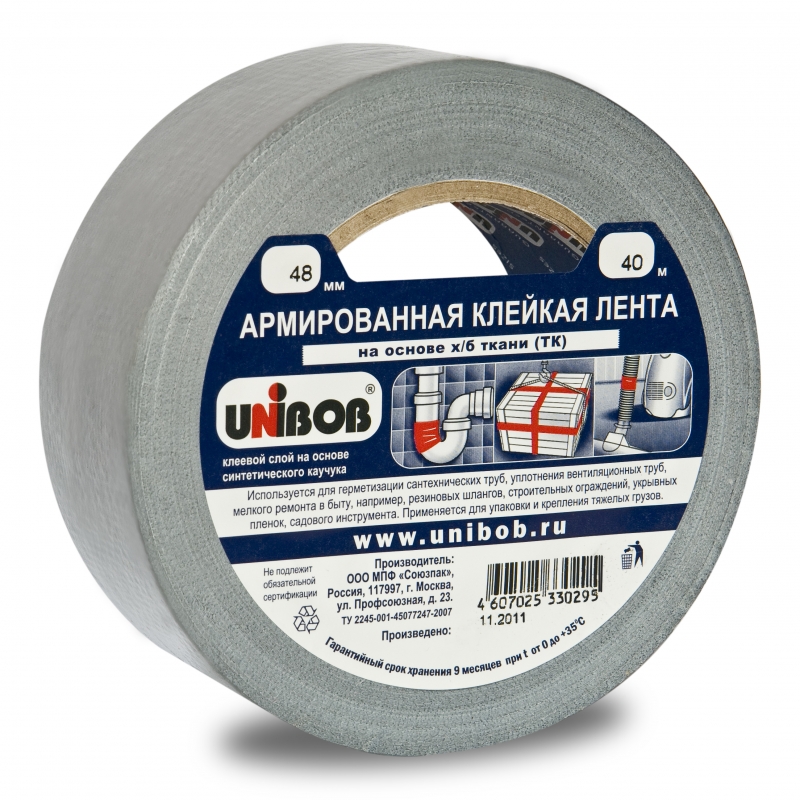 48 мм
40 м
АРМИРОВАННАЯ КЛЕЙКАЯ ЛЕНТА
на основе х/б ткани (ТК)
UNIBOB®
клеевой слой на основе
синтетического каучука
Используется для герметизации сантехнических труб, уплотнения вентиляционных труб,
мелкого ремонта в быту, например, резиновых шлангов, строительных ограждений, укрывных
пленок, садового инструмента. Применяется для упаковки и крепления тяжелых грузов.
www.unibob.ru
Не подлежит
обязательной
сертификации
Производитель:
ООО МПФ «Союзпак»,
Россия, 117997, г. Москва,
ул. Профсоюзная, д. 23.
ТУ 2245-001-45077247-2007
Произведено:
4 607025 330295
11.2011
Гарантийный срок хранения 9 месяцев при t от 0 до +35°С